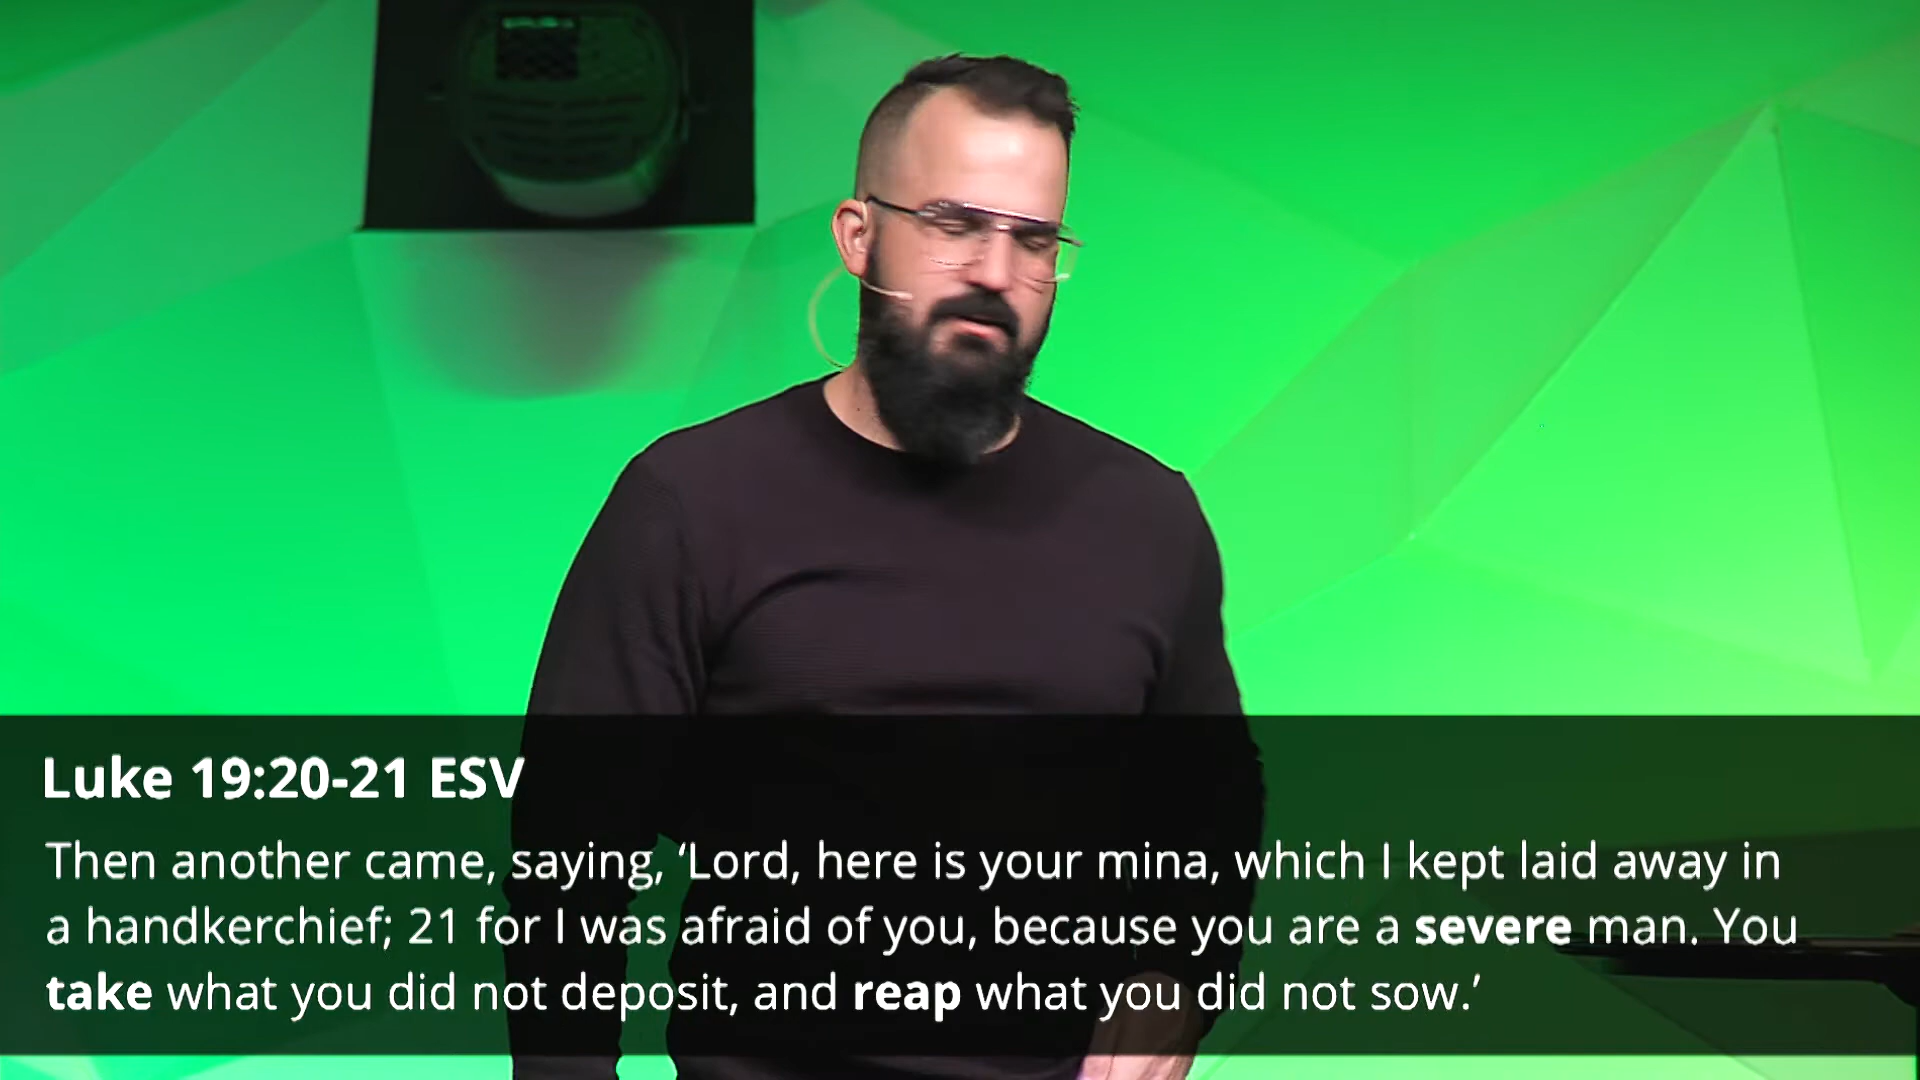 Luke 19:20-21 ESV
Then another came, saying, ‘Lord, here is your mina, which I kept laid away in
a handkerchief; 21 for I was afraid of you, because you are a severe man. You
take what you did not deposit, and reap what you did not sow.’